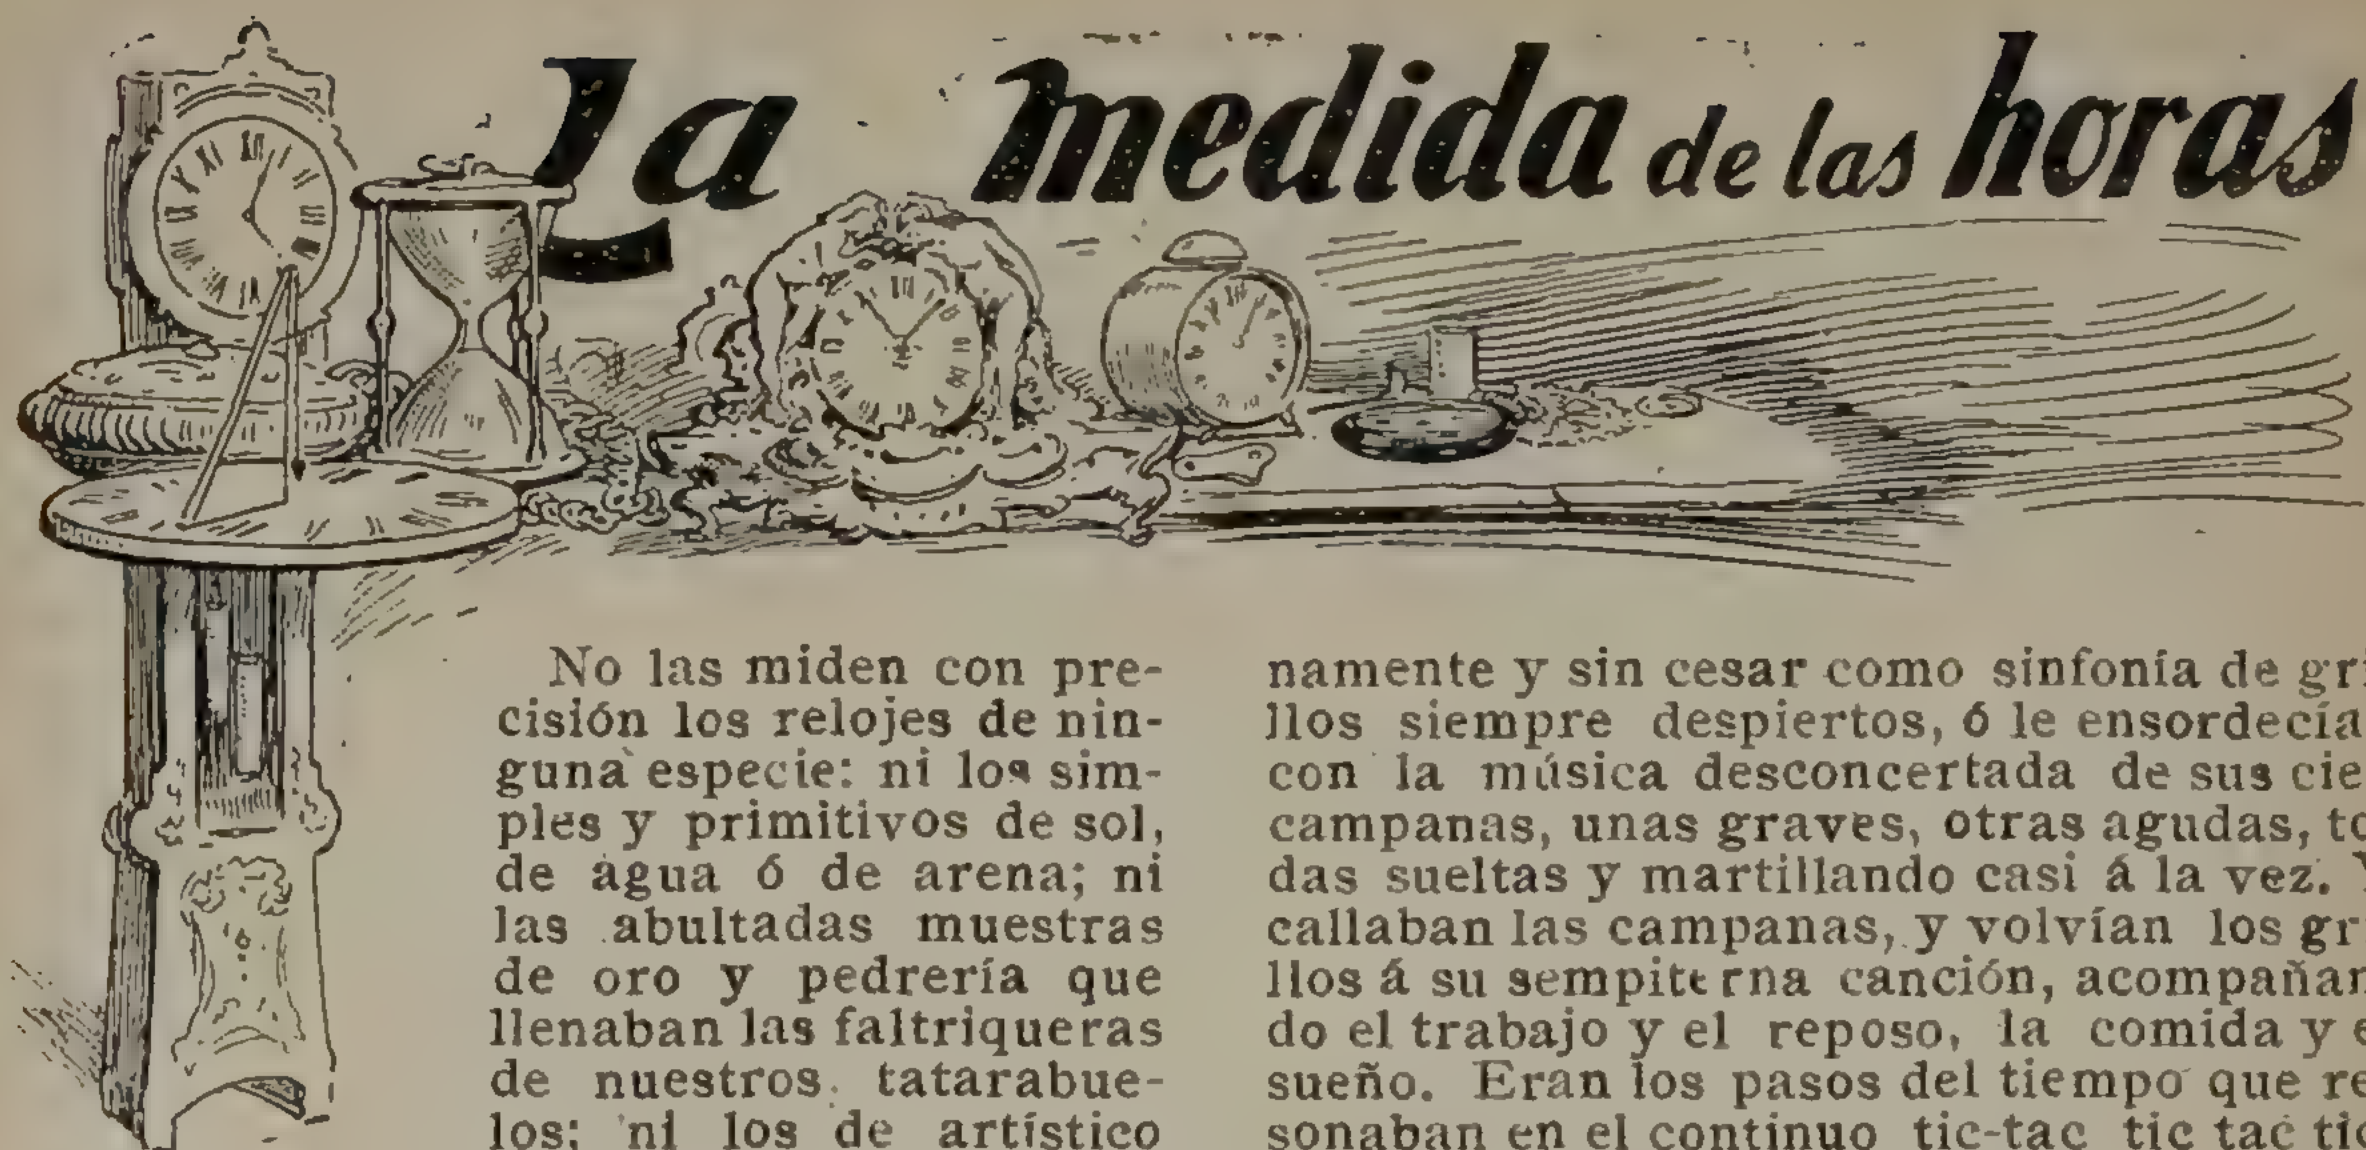 La medida de las horas
No las miden con pre-
cisión los relojes de nin-
guna especie: ni los sim-
ples y primitivos de sol,
de agua ó de arena; ni
las abultadas muestras
de oro y pedrería que
llenaban las faltriqueras
de nuestros tatarabue-
los; ni los de artístico
namente y sin cesar como sinfonía de gri
llos siempre despiertos, ó le ensordecía
con la música desconcertada de sus cie
campanas, unas graves, otras agudas, to
das sueltas y martillando casi á la vez. Y
callaban las campanas, y volvían los gr
llos á su sempiterna canción, acompañan
do el trabajo y el reposo, la comida y e
sueño. Eran los pasos del tiempo que re
sonaban en el continuo tic-tac tic tac tic